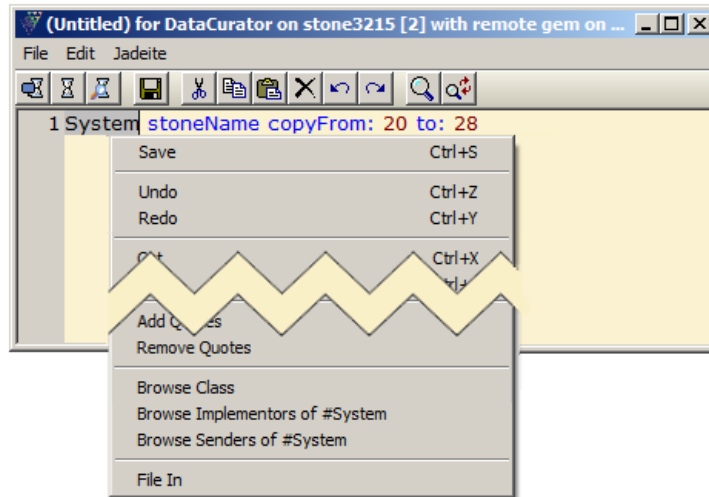 (Untitled) for DataCurator on stone3215 [2] with remote gem on ...
File Edit Jadeite
1 System stoneName copyFrom: 20 to: 28
Save Ctrl+S
Undo Ctrl+Z
Redo Ctrl+Y
Ctrl+X
Add Quotes
Remove Quotes
Browse Class
Browse Implementors of #System
Browse Senders of #System
File In